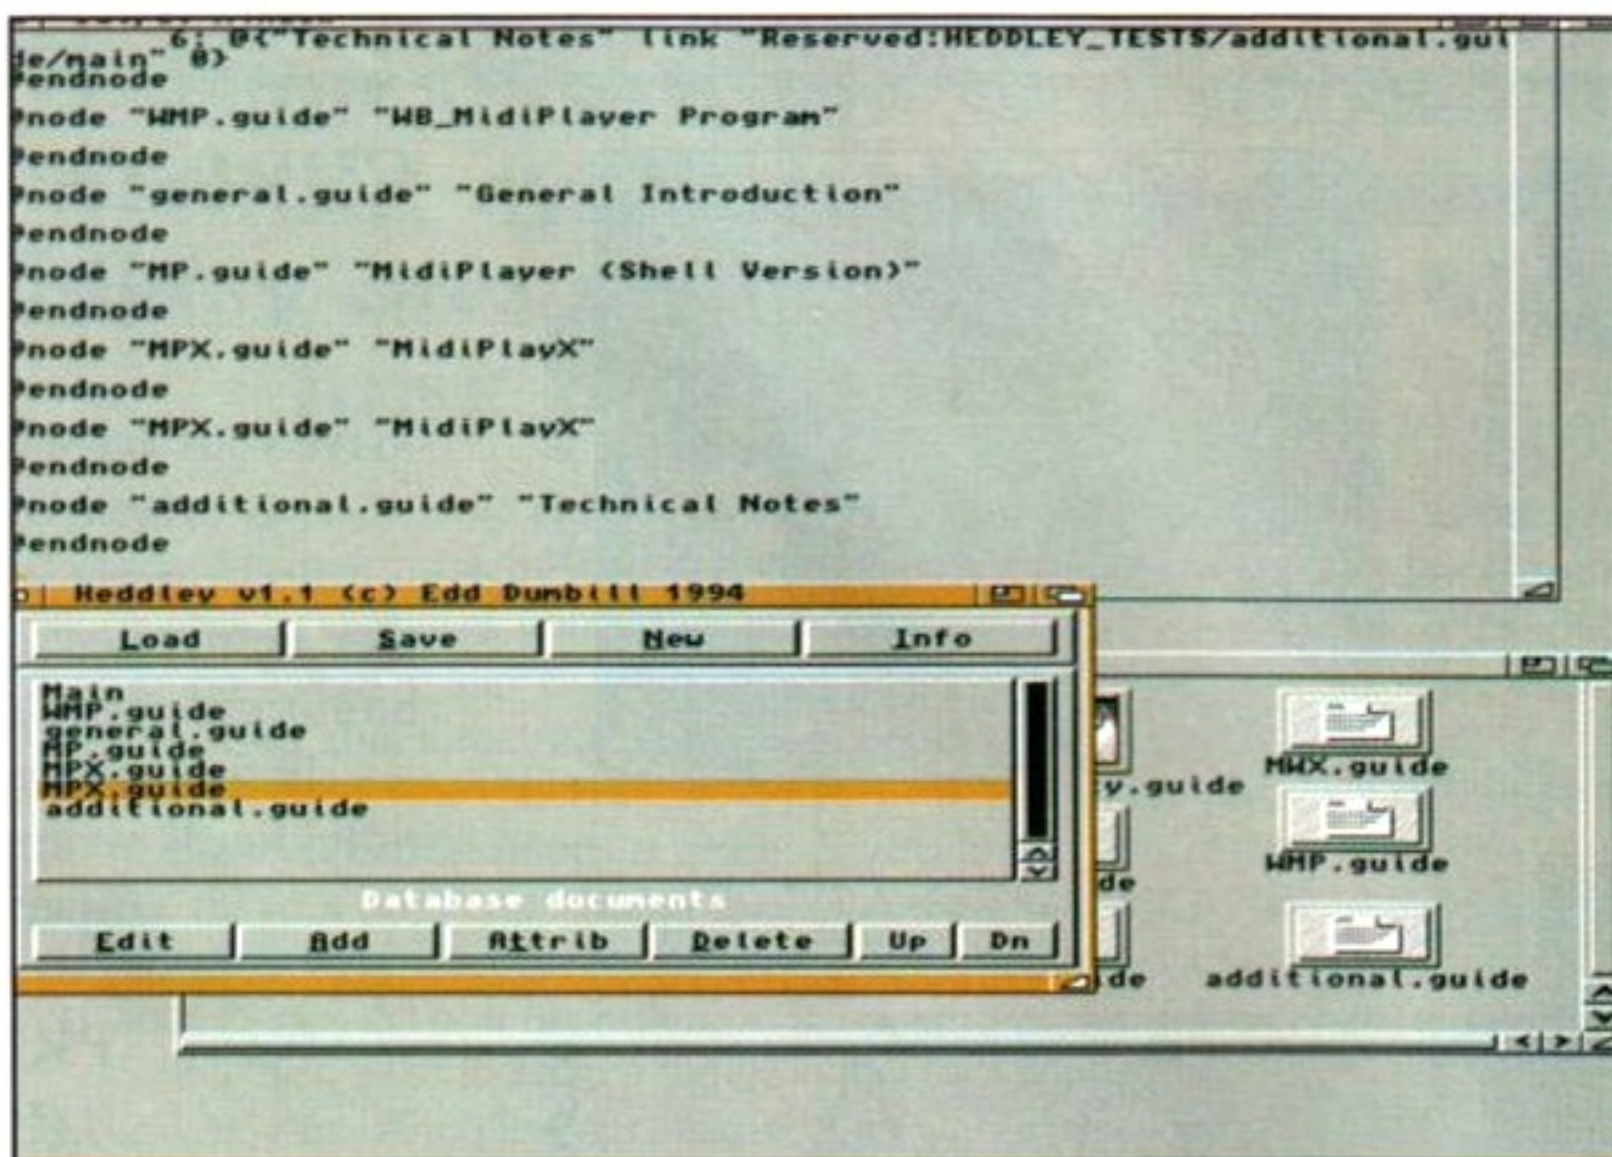 6: @{"Technical Notes" link "Reserved:HEDDLEY_TESTS/additional.gui
de/main" 0}
@endnode
@node "WMP.guide" "WB_MidiPlayer Program"
@endnode
@node "general.guide" "General Introduction"
@endnode
@node "MP.guide" "MidiPlayer (Shell Version)"
@endnode
@node "MPX.guide" "MidiPlayX"
@endnode
@node "MPX.guide" "MidiPlayX"
@endnode
@node "additional.guide" "Technical Notes"
@endnode
Heddley v1.1 (c) Edd Dumbill 1994
Load Save New Info
Main
WMP.guide
general.guide
MP.guide
MPX.guide
MPX.guide
additional.guide
Database documents
Edit Add Attrib Delete Up Dn
MWX.guide
y.guide
WMP.guide
de
ide
additional.guide